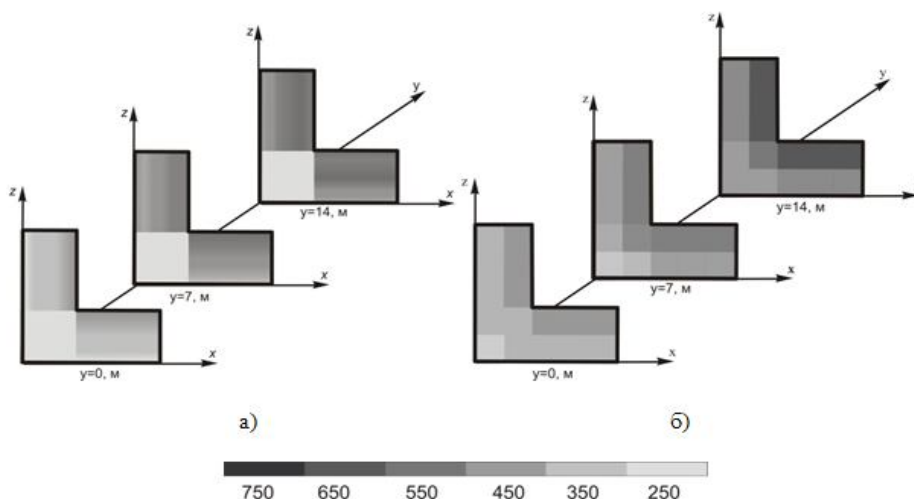 z
z
y
x
y=14, м
z
x
y=7, м
x
y=0, м
z
y
y=14, м
z
x
y=7, м
z
x
y=0, м
а)
б)
750 650 550 450 350 250